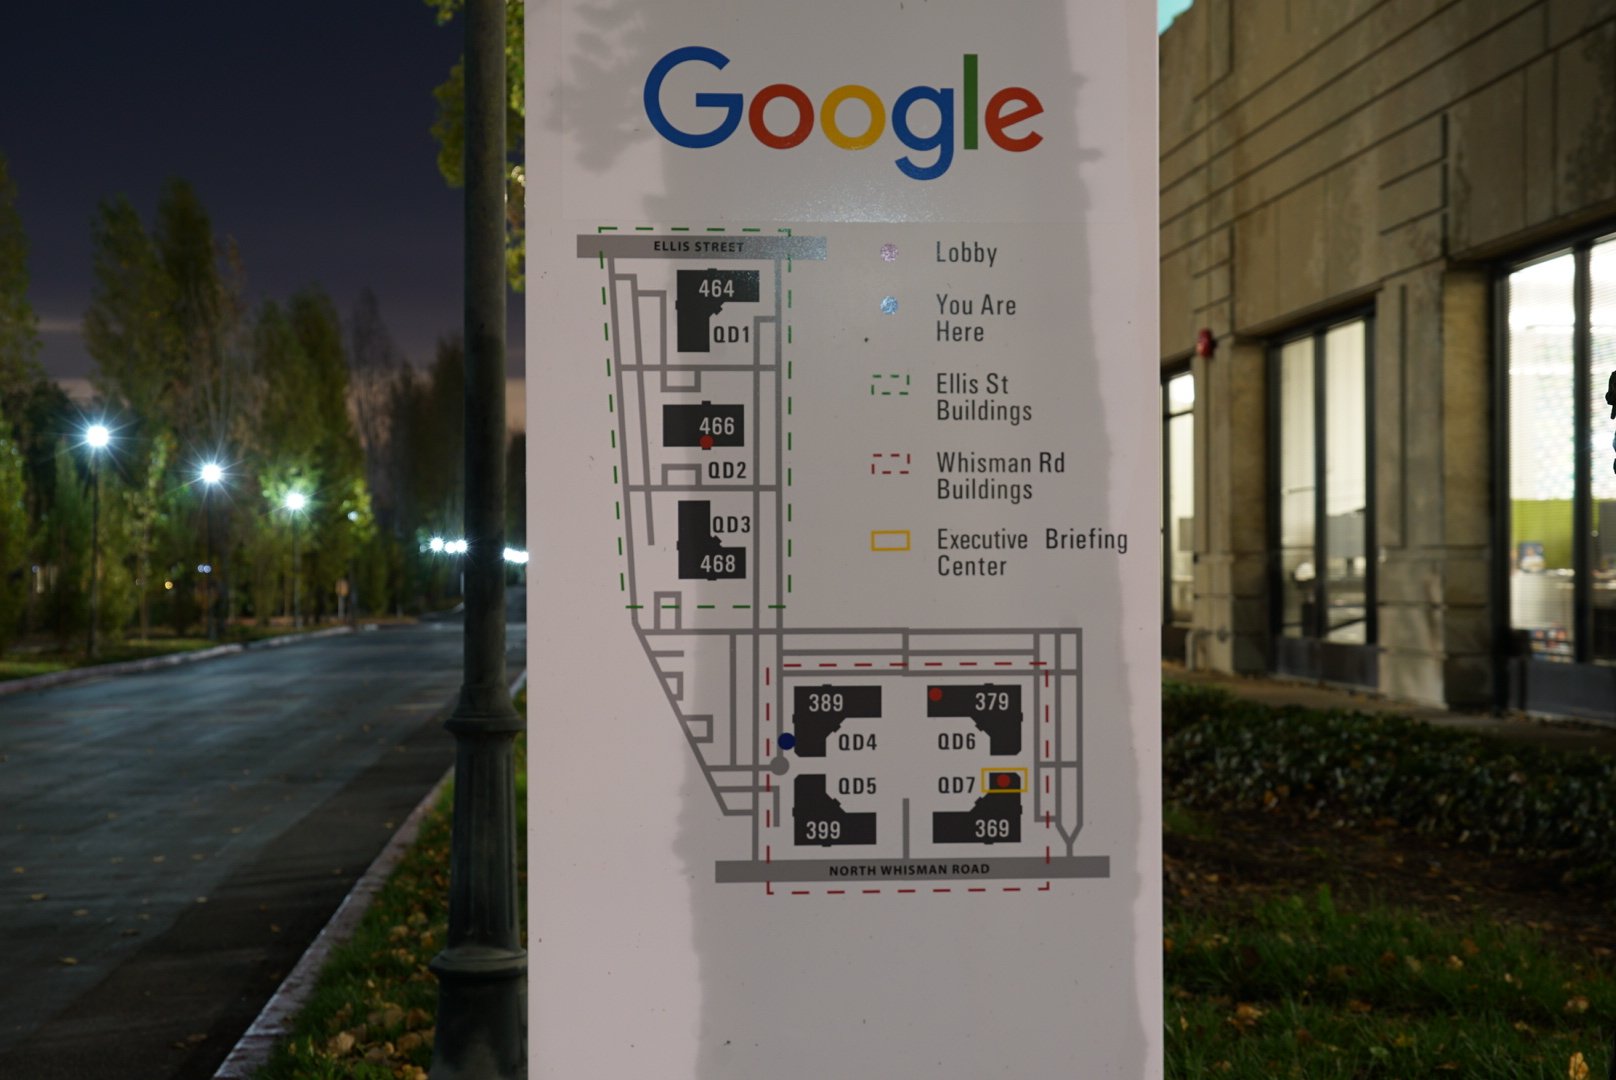 Google
ELLIS STREET
464
QD1
466
QD2
QD3
468
Lobby
You Are
Here
Ellis St
Buildings
Whisman Rd
Buildings
Executive Briefing
Center
389
379
QD4
QD6
QD5
QD7
399
369
NORTH WHISMAN ROAD